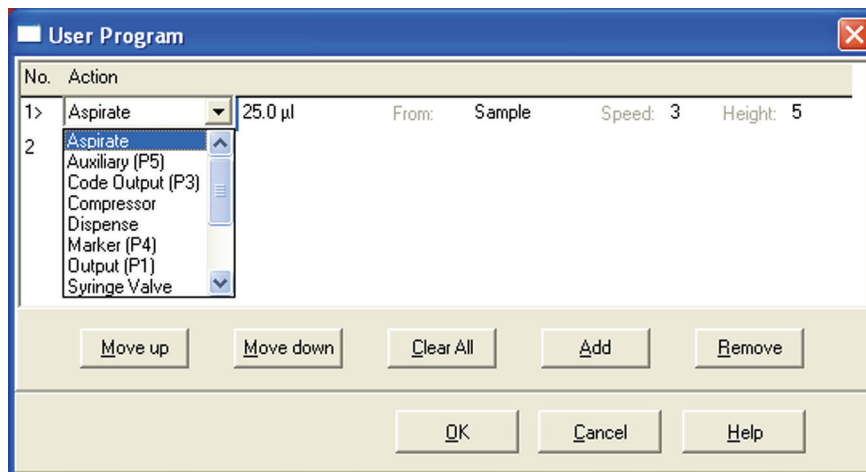 User Program
No. Action
1> Aspirate 25.0 µl From: Sample Speed: 3 Height: 5
2
Aspirate
Auxiliary (P5)
Code Output (P3)
Compressor
Dispense
Marker (P4)
Output (P1)
Syringe Valve
Move up Move down Clear All Add Remove
OK Cancel Help